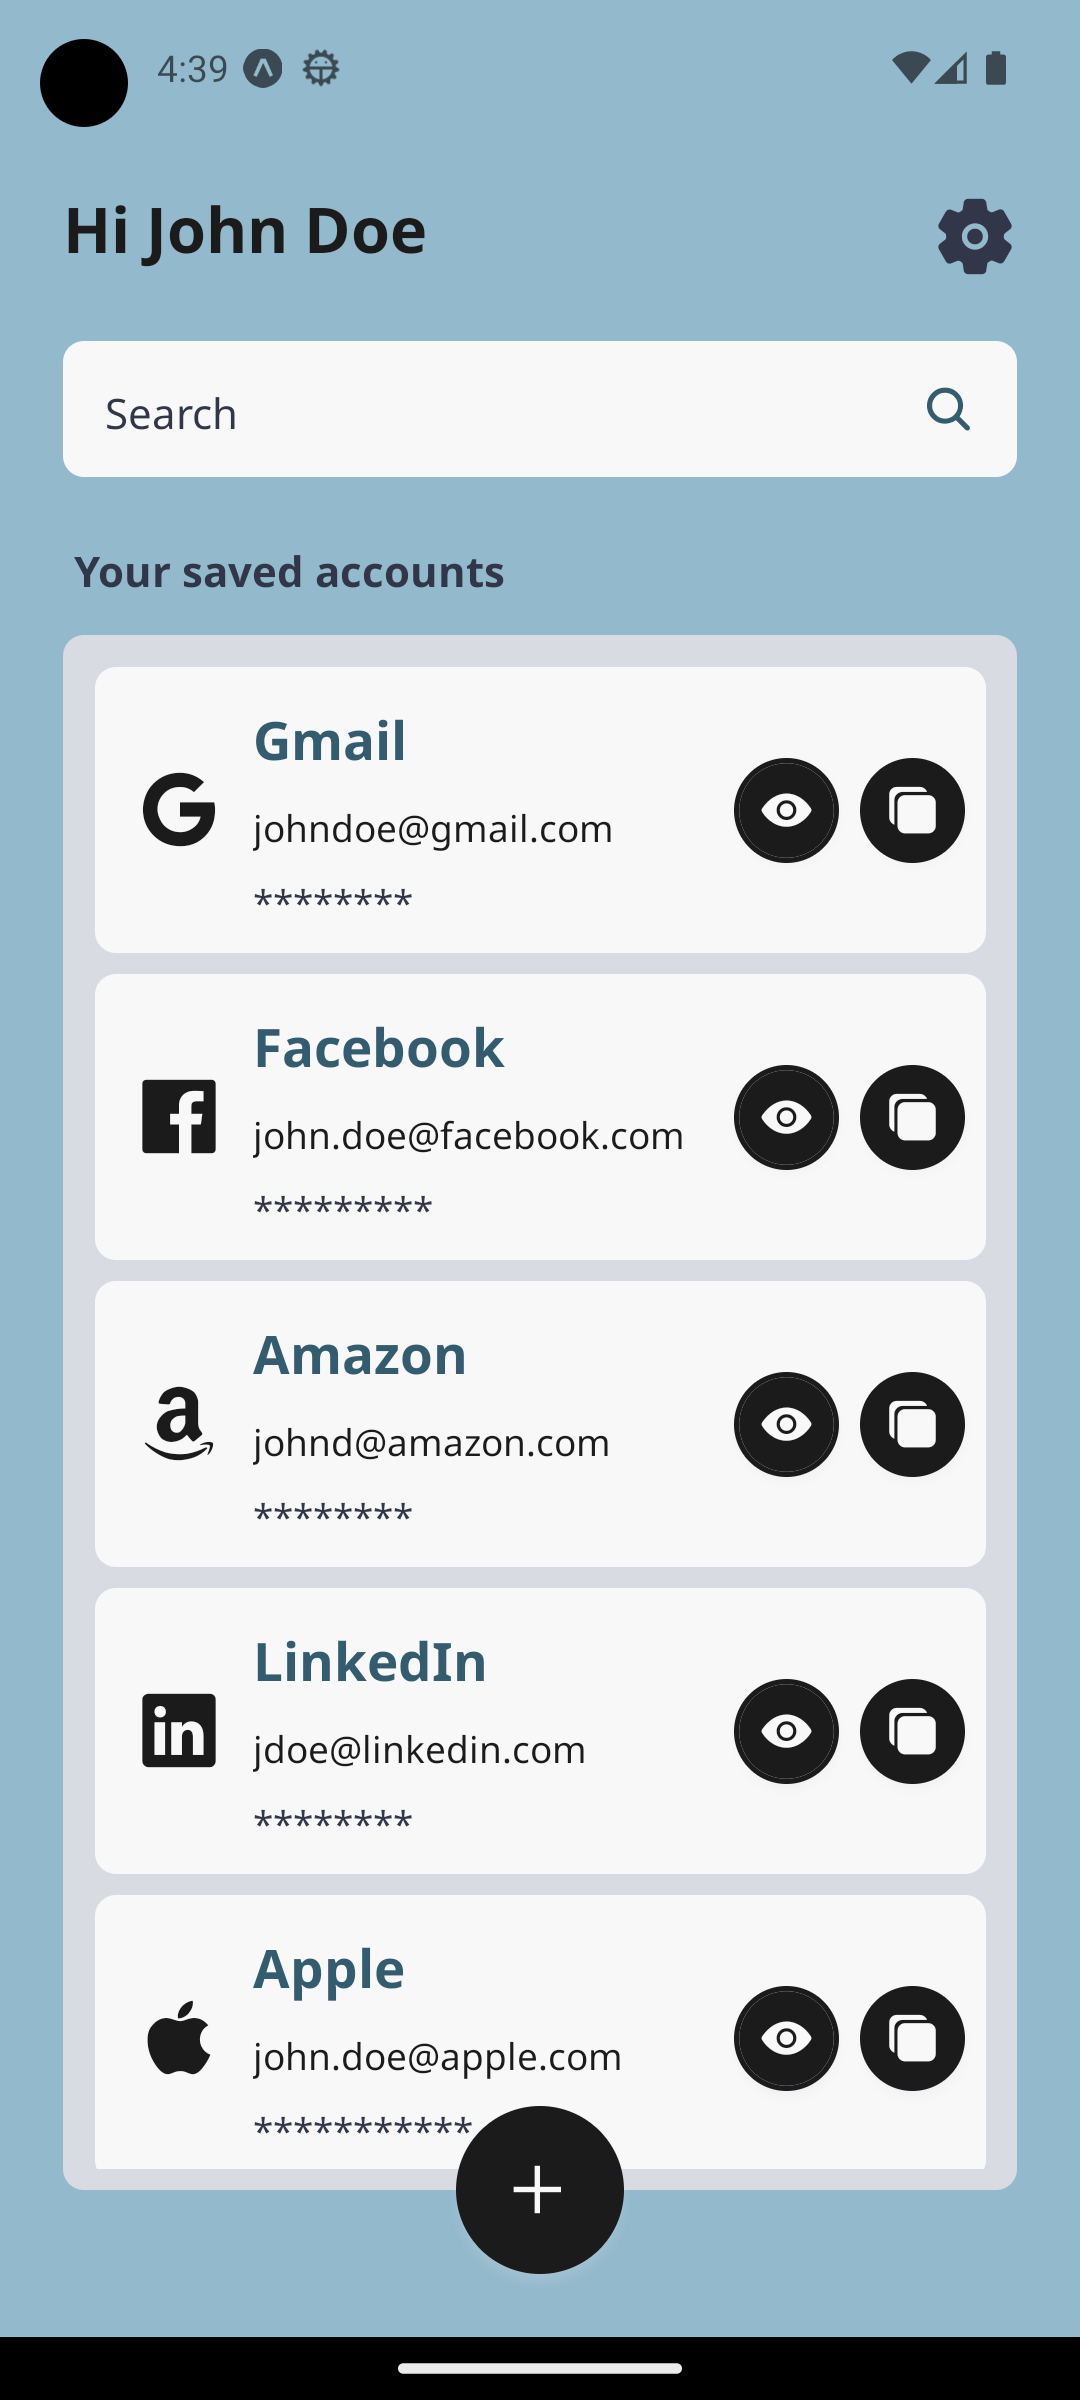 4:39
Hi John Doe
Search
Your saved accounts
Gmail
johndoe@gmail.com
********
Facebook
john.doe@facebook.com
*********
Amazon
johnd@amazon.com
********
LinkedIn
jdoe@linkedin.com
********
Apple
john.doe@apple.com
***********